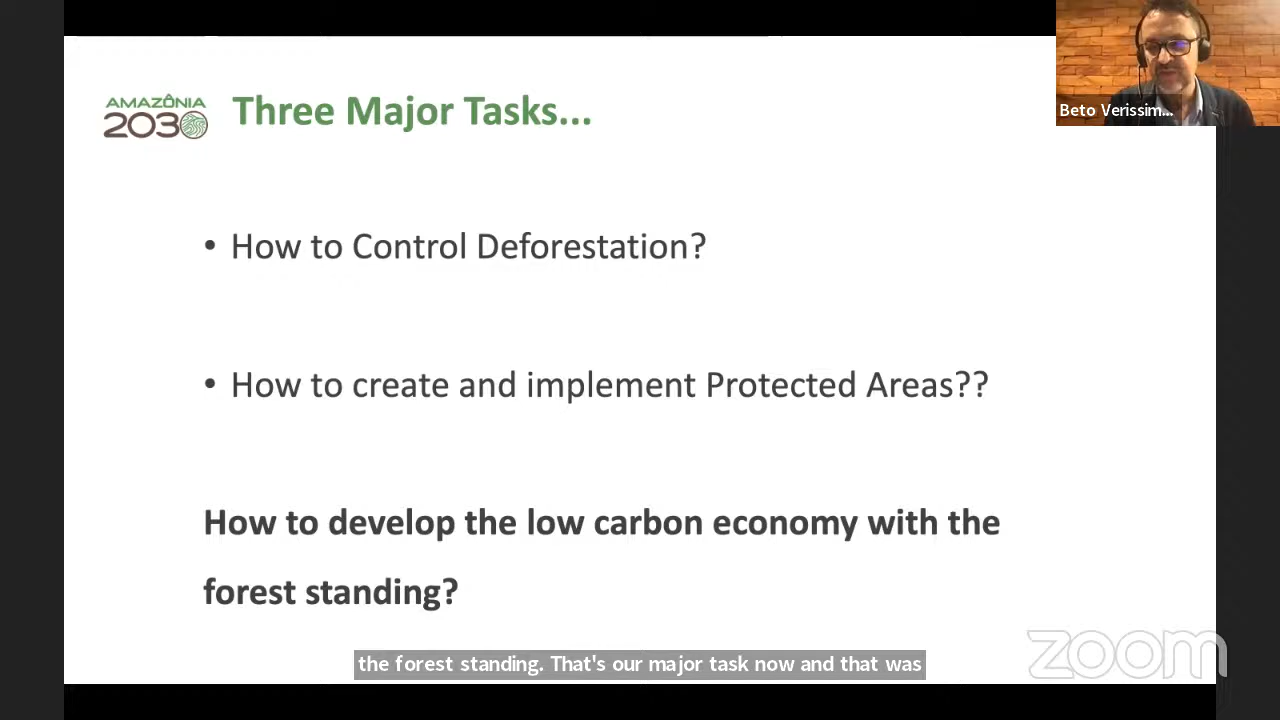 AMAZÔNIA
2030
Three Major Tasks...
Beto Verissim...
• How to Control Deforestation?
• How to create and implement Protected Areas??
How to develop the low carbon economy with the
forest standing?
the forest standing. That's our major task now and that was
zoom